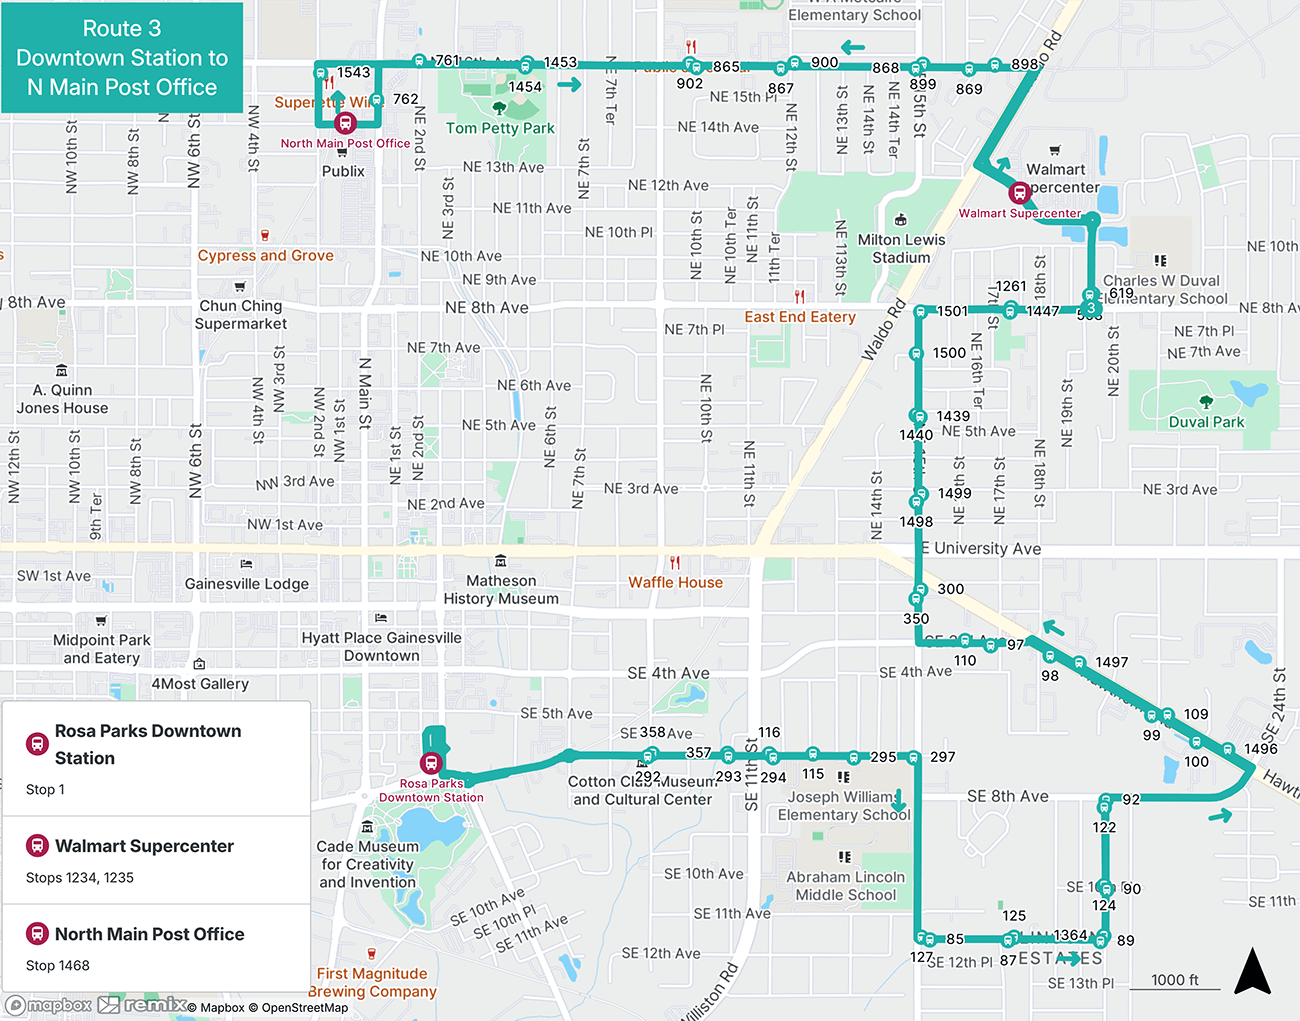 Route 3
Downtown Station to
N Main Post Office
Elementary School
1543
761
1453
1454
902
865
867
900
868
899
869
898
762
Superette Wine
North Main Post Office
Publix
Tom Petty Park
NE 7th Ter
NE 15th Pl
NE 14th Ave
NE 13th Ave
NE 12th Ave
NE 11th Ave
NE 10th Pl
NE 10th Ave
NE 9th Ave
NE 8th Ave
NE 7th Pl
NE 7th Ave
NE 6th Ave
NE 5th Ave
NE 3rd Ave
NE 2nd Ave
NW 10th St
NW 8th St
NW 6th St
NW 4th St
NE 2nd St
NE 3rd St
NE 7th St
NE 10th St
NE 10th Ter
NE 11th St
11th Ter
NE 12th St
NE 13th St
NE 14th St
NE 14th Ter
15th St
Walmart
Walmart Supercenter
Milton Lewis
Stadium
Waldo Rd
Cypress and Grove
Chun Ching
Supermarket
8th Ave
East End Eatery
NE 10th
Charles W Duval
Elementary School
619
3
1261
1447
1501
1500
17th St
18th St
NE 8th Av
NE 7th Pl
NE 7th Ave
NE 16th Ter
NE 20th St
NE 19th St
NE 18th St
NE 17th St
Duval Park
A. Quinn
Jones House
N Main St
NW 3rd St
NW 4th St
NW 2nd St
NW 1st St
NE 1st St
NE 2nd St
NE 6th St
NE 7th St
NE 10th St
NE 11th St
NE 14th St
NW 12th St
NW 10th St
NW 8th St
NW 6th St
9th Ter
NW 3rd Ave
NW 1st Ave
1439
1440
NE 5th Ave
1499
1498
NE 3rd Ave
E University Ave
SW 1st Ave
Gainesville Lodge
Matheson
History Museum
Waffle House
300
350
Midpoint Park
and Eatery
Hyatt Place Gainesville
Downtown
4Most Gallery
SE 4th Ave
SE 4th Ave
110
97
98
1497
109
99
100
1496
SE 24th St
SE 5th Ave
358
357
292
293
116
294
115
295
297
SE 11th St
Rosa Parks
Downtown Station
Cotton Club Museum
and Cultural Center
Joseph Williams
Elementary School
SE 8th Ave
92
122
90
124
Cade Museum
for Creativity
and Invention
Abraham Lincoln
Middle School
SE 10th Ave
SE 11th Ave
SE 12th Ave
SE 10th Ave
SE 10th Pl
SE 11th Ave
SE 11th
125
127
85
87
1364
89
SE 12th Pl
ESTATES
SE 13th Pl
First Magnitude
Brewing Company
Williston Rd
1000 ft
Rosa Parks Downtown
Station
Stop 1
Walmart Supercenter
Stops 1234, 1235
North Main Post Office
Stop 1468
mapbox remix © Mapbox © OpenStreetMap